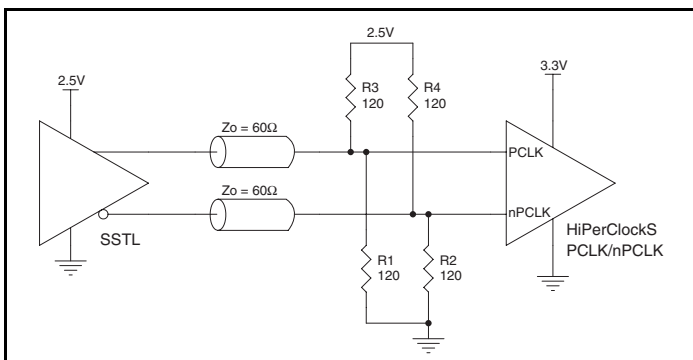 2.5V
2.5V
3.3V
R3
120
R4
120
Zo = 60Ω
PCLK
Zo = 60Ω
nPCLK
SSTL
HiPerClockS
PCLK/nPCLK
R1
120
R2
120